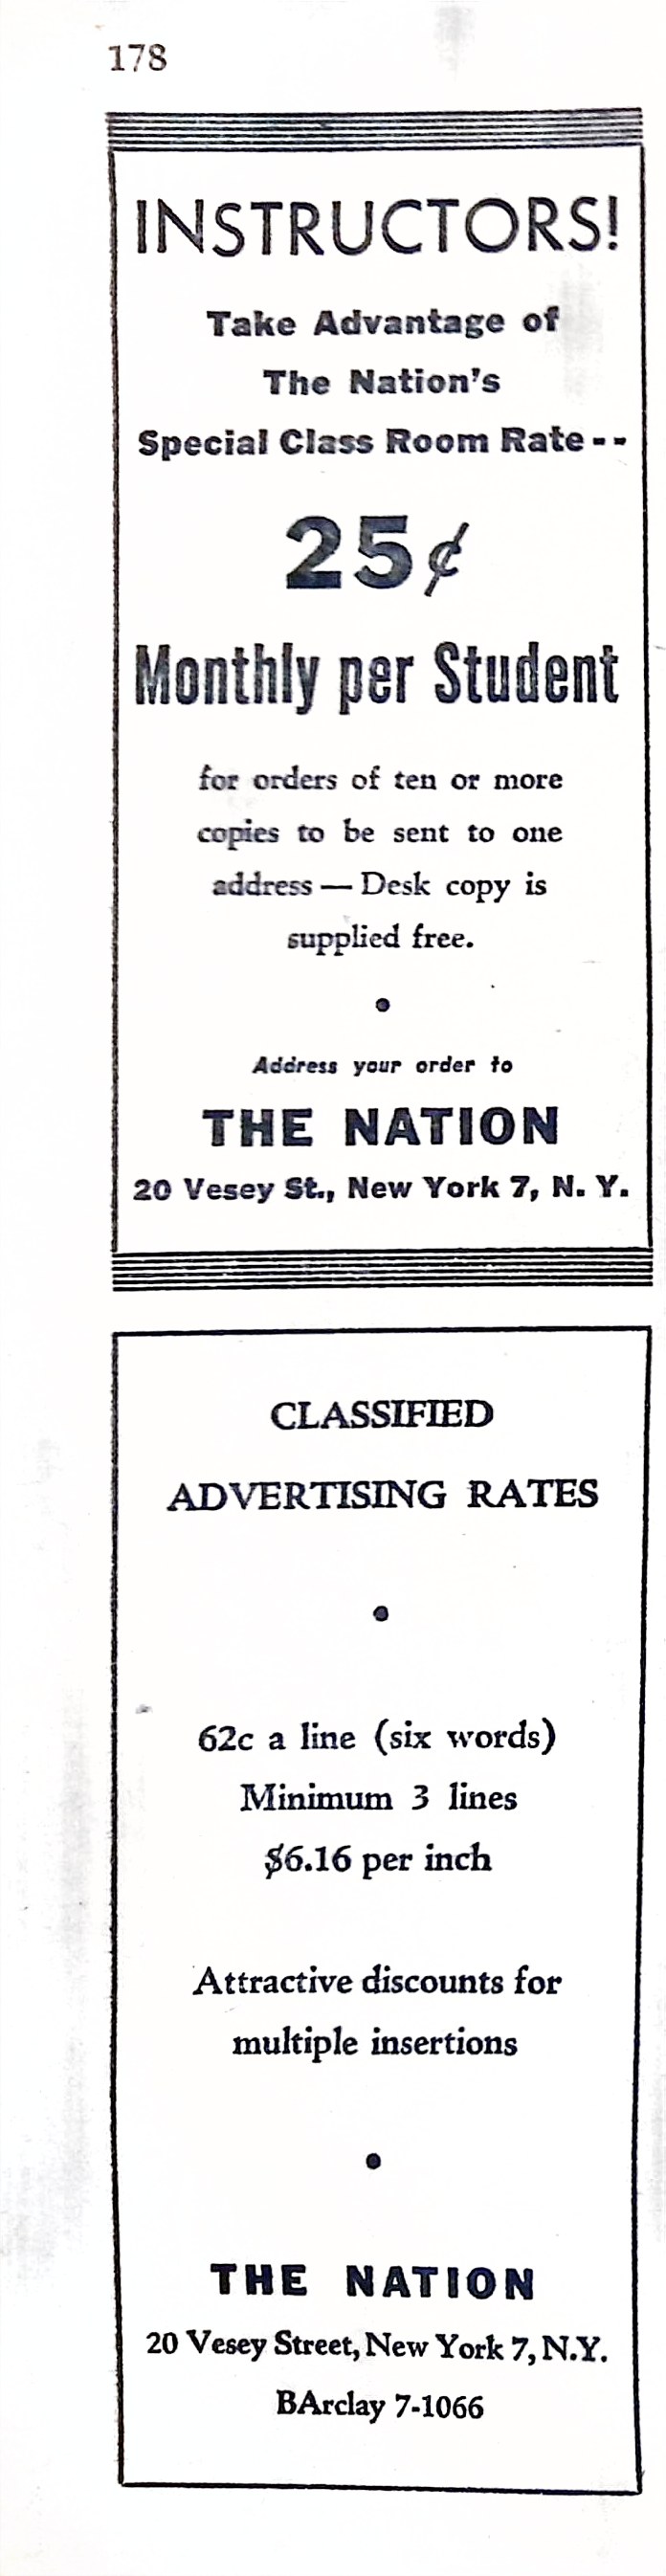 178
INSTRUCTORS!
Take Advantage of
The Nation's
Special Class Room Rate--
25¢
Monthly per Student
for orders of ten or more
copies to be sent to one
address — Desk copy is
supplied free.
•
Address your order to
THE NATION
20 Vesey St., New York 7, N. Y.
CLASSIFIED
ADVERTISING RATES
•
62c a line (six words)
Minimum 3 lines
$6.16 per inch
Attractive discounts for
multiple insertions
•
THE NATION
20 Vesey Street, New York 7, N.Y.
BArclay 7-1066